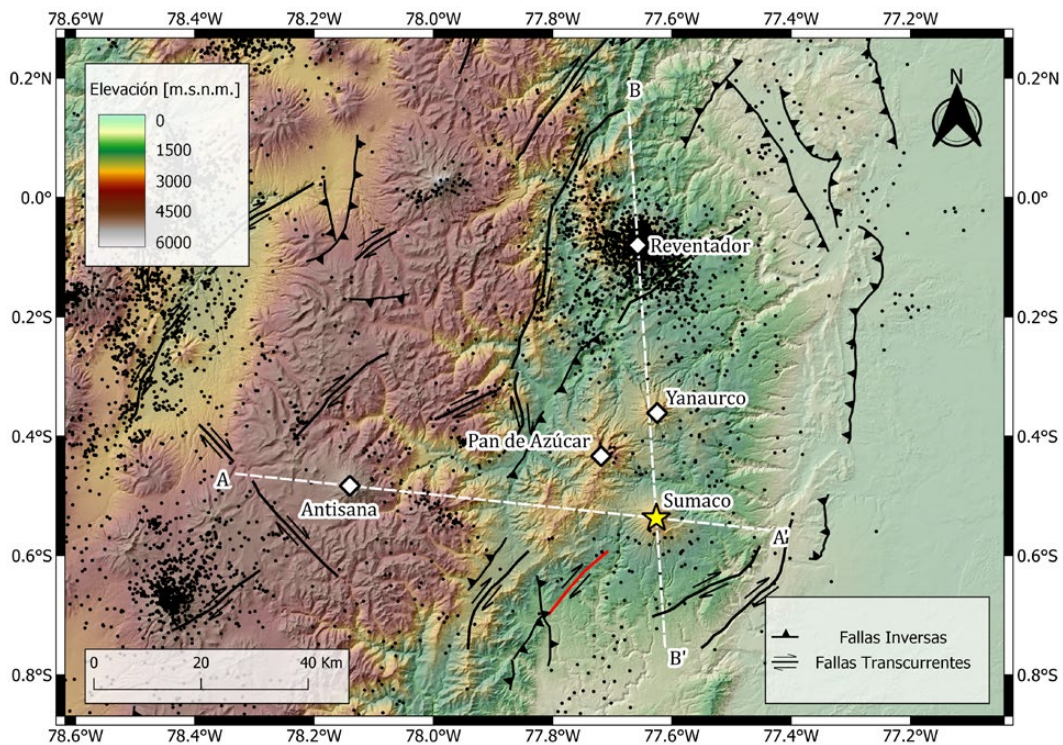 78.6°W 78.4°W 78.2°W 78.0°W 77.8°W 77.6°W 77.4°W 77.2°W
0.2°N 0.2°N
Elevación [m.s.n.m.]
0
1500
3000
4500
6000
N
B
0.0° 0.0°
Reventador
0.2°S 0.2°S
Yanaurco
0.4°S 0.4°S
Pan de Azúcar
A
Antisana
Sumaco
A'
0.6°S 0.6°S
B'
Fallas Inversas
Fallas Transcurrentes
0 20 40 Km
0.8°S 0.8°S
78.6°W 78.4°W 78.2°W 78.0°W 77.8°W 77.6°W 77.4°W 77.2°W